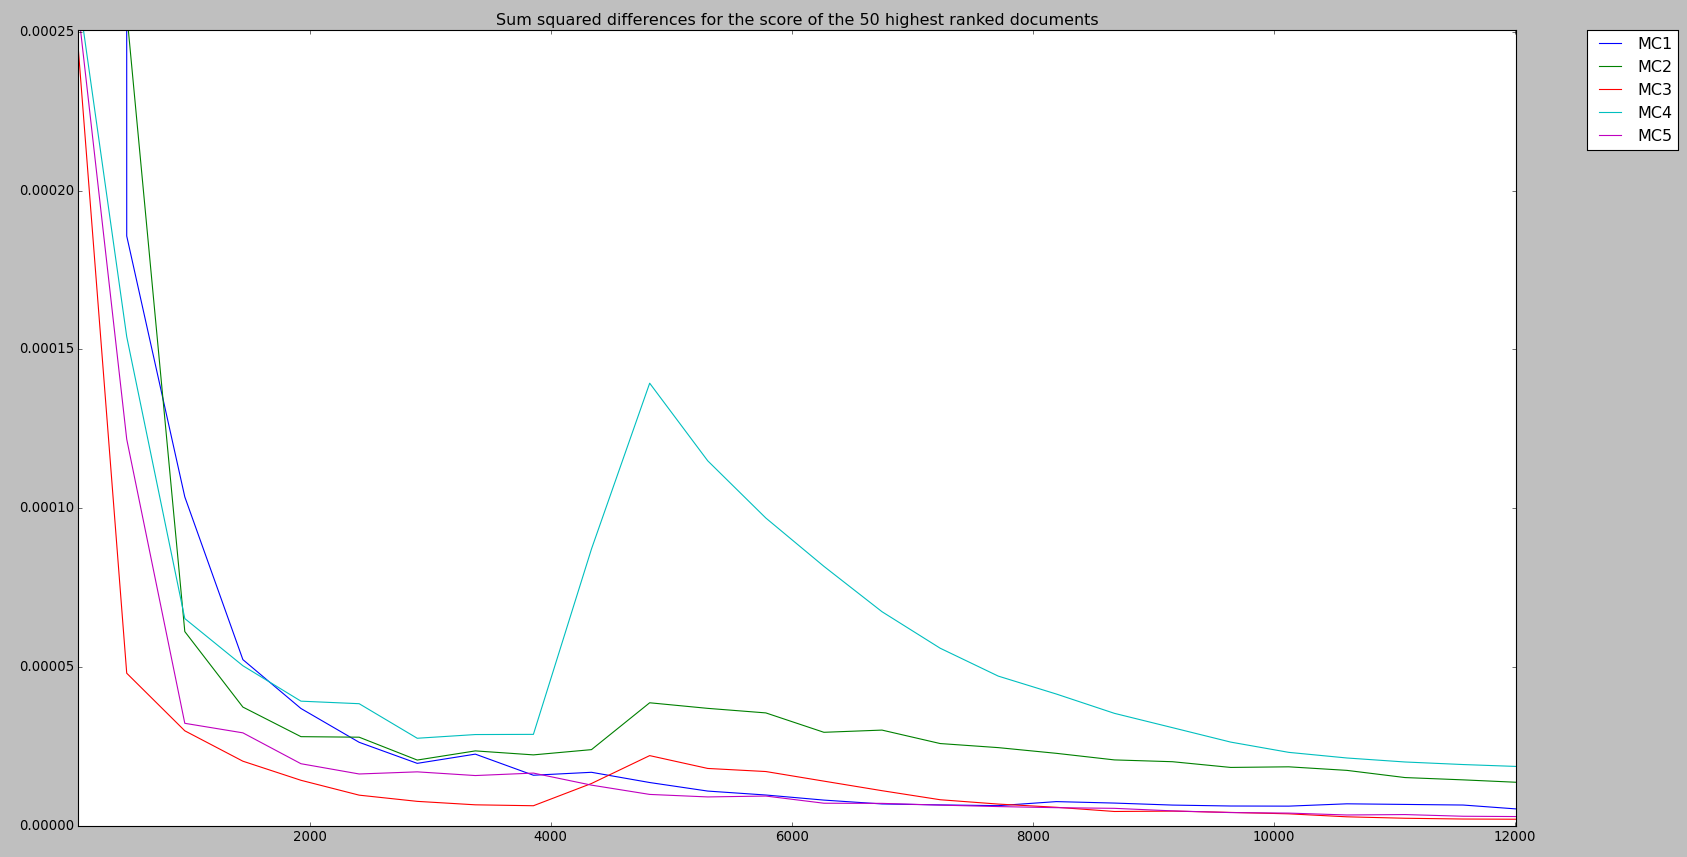 Sum squared differences for the score of the 50 highest ranked documents
0.00025
0.00020
0.00015
0.00010
0.00005
0.00000
2000
4000
6000
8000
10000
12000
MC1
MC2
MC3
MC4
MC5